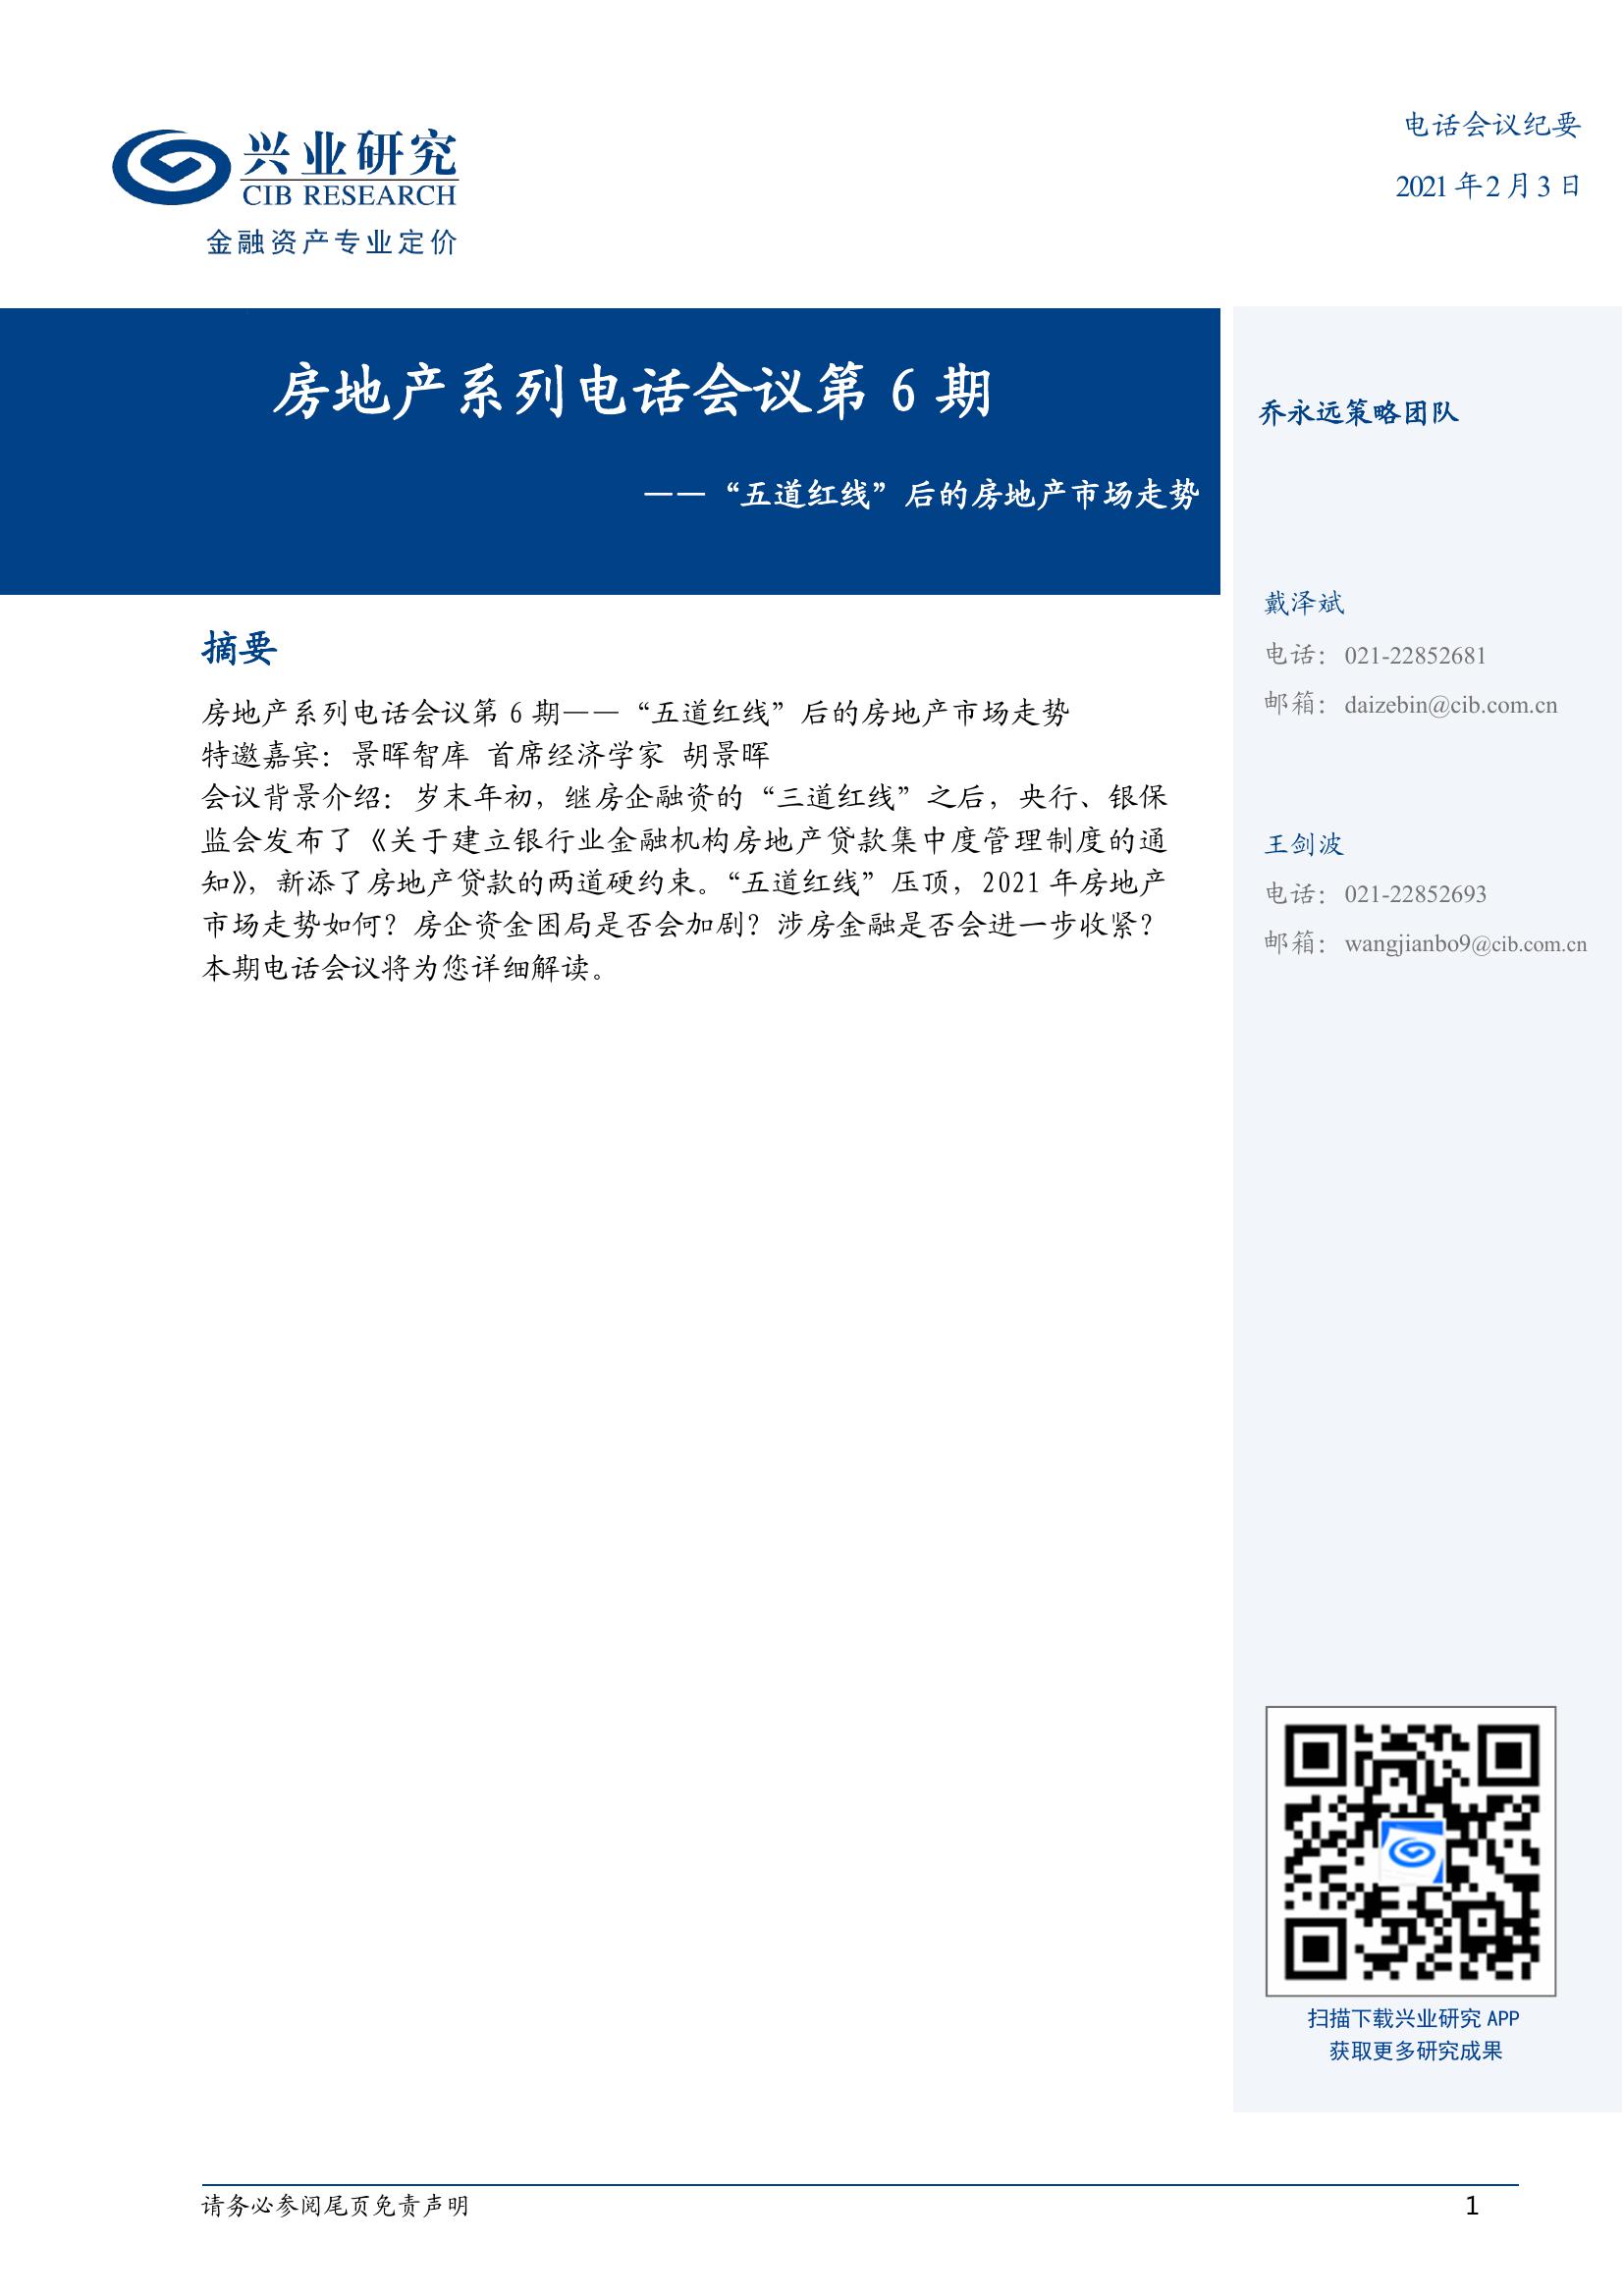 兴业研究
CIB RESEARCH
金融资产专业定价
电话会议纪要
2021年2月3日
房地产系列电话会议第 6 期
——“五道红线”后的房地产市场走势
乔永远策略团队
戴泽斌
电话： 021-22852681
邮箱： daizebin@cib.com.cn
王剑波
电话： 021-22852693
邮箱： wangjianbo9@cib.com.cn
摘要
房地产系列电话会议第 6 期——“五道红线”后的房地产市场走势
特邀嘉宾：景晖智库 首席经济学家 胡景晖
会议背景介绍：岁末年初，继房企融资的“三道红线”之后，央行、银保
监会发布了《关于建立银行业金融机构房地产贷款集中度管理制度的通
知》，新添了房地产贷款的两道硬约束。“五道红线”压顶，2021 年房地产
市场走势如何？房企资金困局是否会加剧？涉房金融是否会进一步收紧？
本期电话会议将为您详细解读。
扫描下载兴业研究 APP
获取更多研究成果
请务必参阅尾页免责声明
1